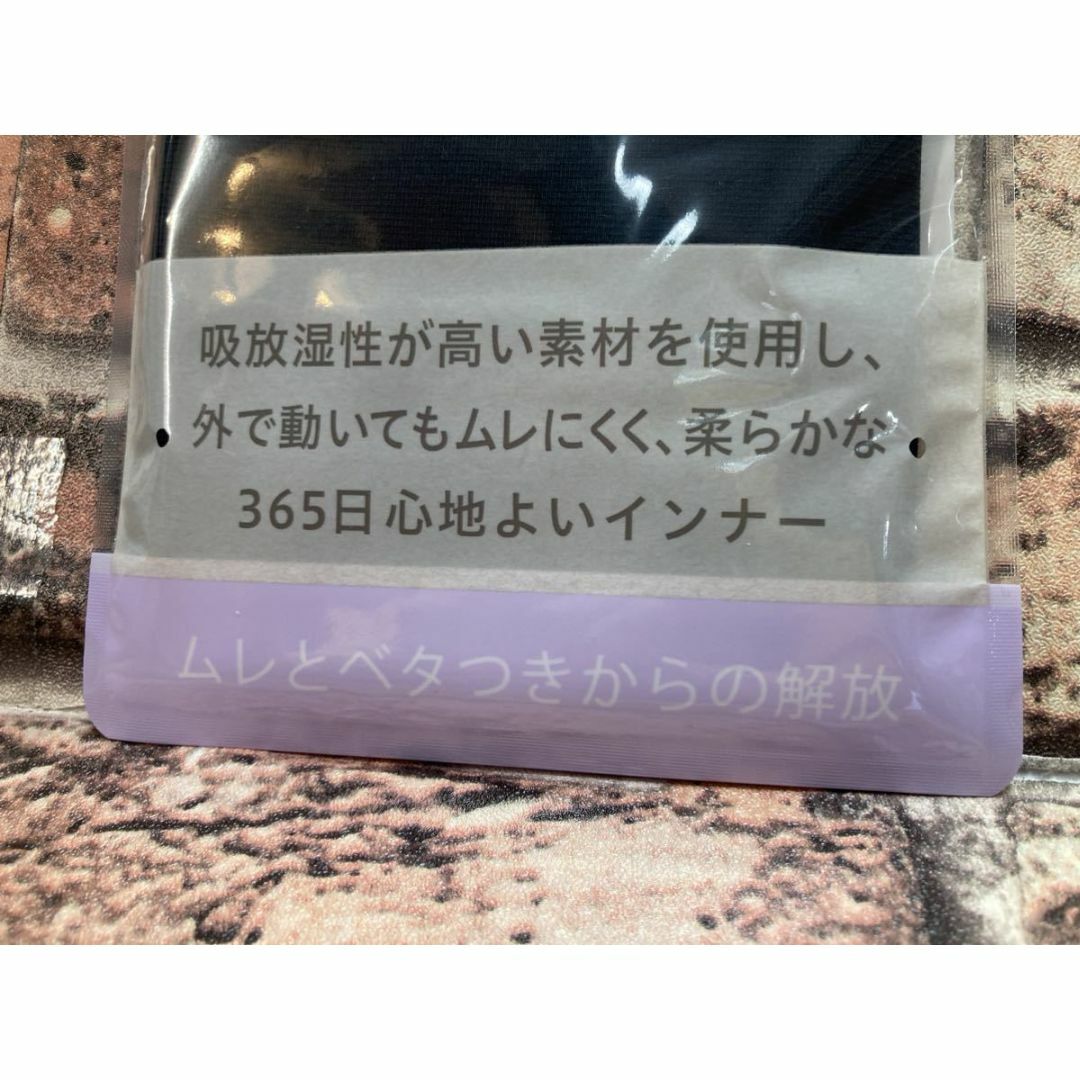 吸放湿性が高い素材を使用し、
外で動いてもムレにくく、柔らかな
365日心地よいインナー
ムレとベタつきからの解放